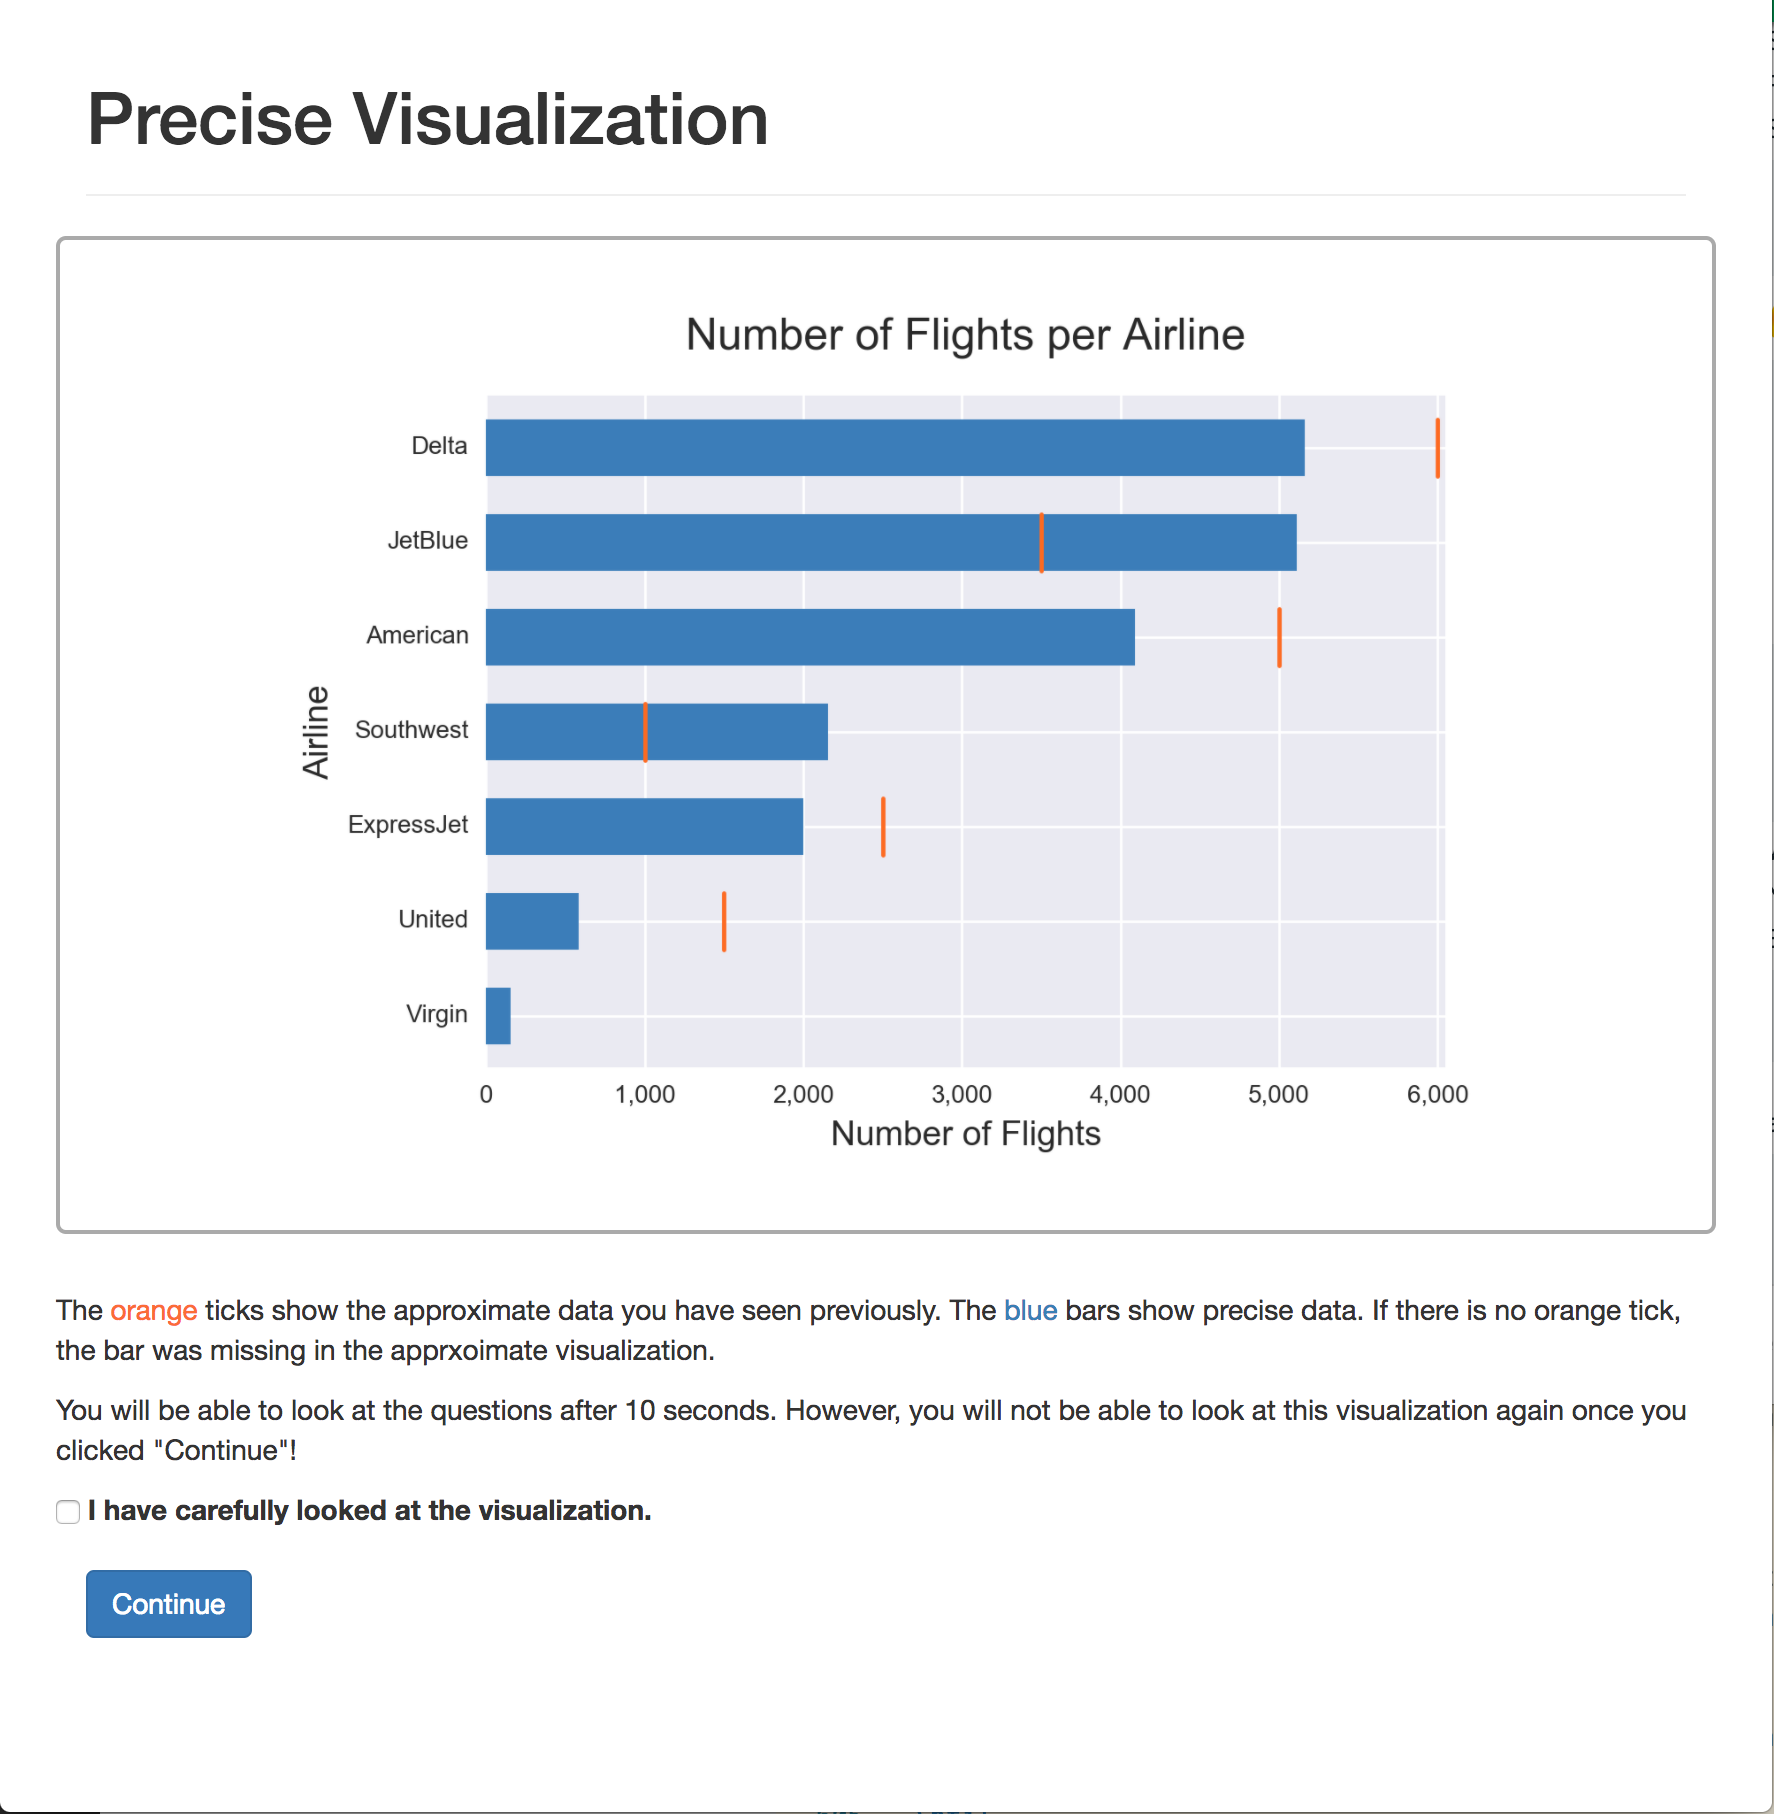 Precise Visualization
Number of Flights per Airline
Delta
JetBlue
American
Southwest
ExpressJet
United
Virgin
Airline
0 1,000 2,000 3,000 4,000 5,000 6,000
Number of Flights
The orange ticks show the approximate data you have seen previously. The blue bars show precise data. If there is no orange tick,
the bar was missing in the apprxoimate visualization.
You will be able to look at the questions after 10 seconds. However, you will not be able to look at this visualization again once you
clicked "Continue"!
I have carefully looked at the visualization.
Continue